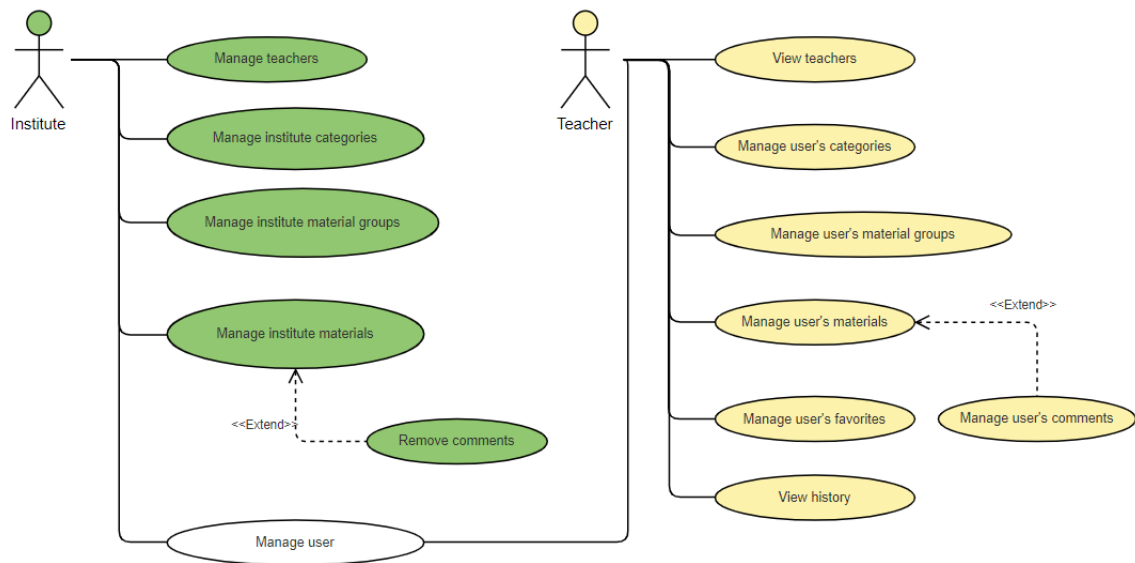 Institute
Manage teachers
Manage institute categories
Manage institute material groups
Manage institute materials
<<Extend>>
Remove comments
Manage user
Teacher
View teachers
Manage user's categories
Manage user's material groups
Manage user's materials
<<Extend>>
Manage user's favorites
Manage user's comments
View history